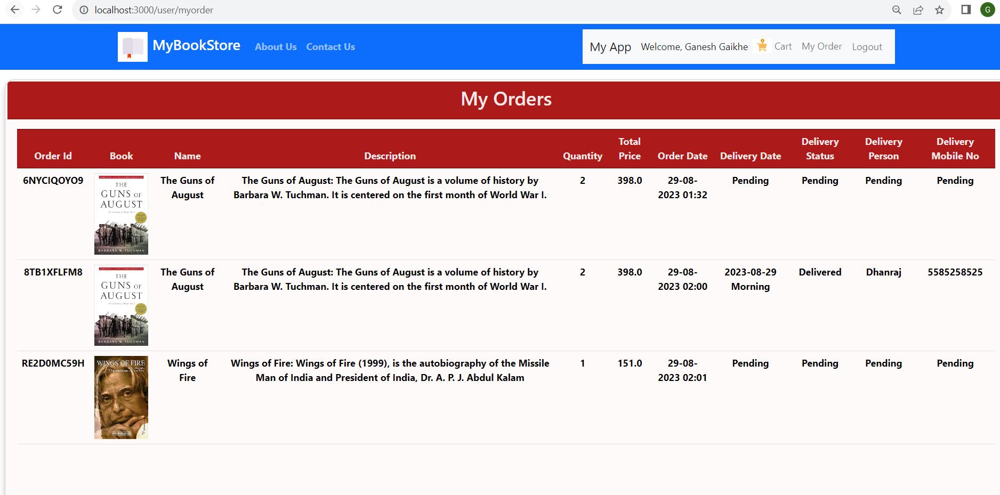 localhost:3000/user/myorder
G
MyBookStore About Us Contact Us
My App Welcome, Ganesh Gaikhe Cart My Order Logout
My Orders
Order Id Book Name Description Quantity Total Price Order Date Delivery Date Delivery Status Delivery Person Delivery Mobile No
6NYCIQOYO9
THE
GUNS OF
AUGUST
BARBARA W. TUCHMAN
The Guns of
August
The Guns of August: The Guns of August is a volume of history by
Barbara W. Tuchman. It is centered on the first month of World War I.
2
398.0
29-08-
2023 01:32
Pending
Pending
Pending
Pending
8TB1XFLFM8
THE
GUNS OF
AUGUST
BARBARA W. TUCHMAN
The Guns of
August
The Guns of August: The Guns of August is a volume of history by
Barbara W. Tuchman. It is centered on the first month of World War I.
2
398.0
29-08-
2023 02:00
2023-08-29
Morning
Delivered
Dhanraj
5585258525
RE2D0MC59H
WINGS OF FIRE
Wings of
Fire
Wings of Fire: Wings of Fire (1999), is the autobiography of the Missile
Man of India and President of India, Dr. A. P. J. Abdul Kalam
1
151.0
29-08-
2023 02:01
Pending
Pending
Pending
Pending